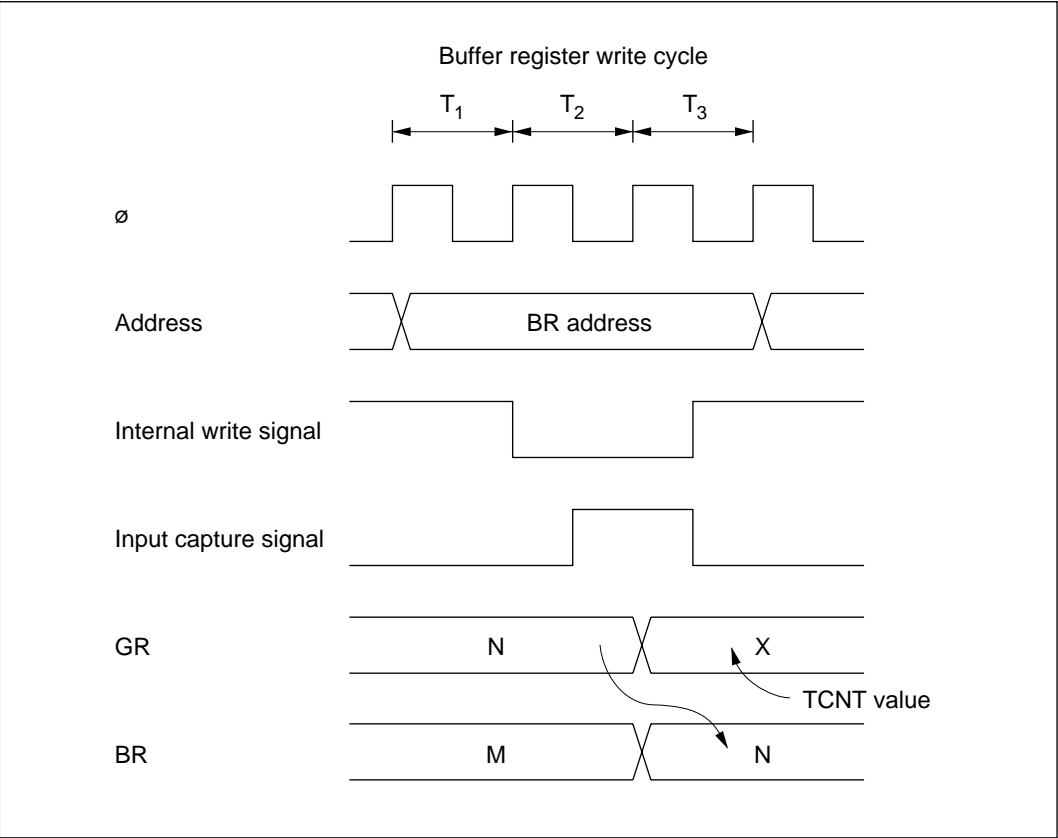 Buffer register write cycle
T1 T2 T3
ø
Address BR address
Internal write signal
Input capture signal
GR N X
TCNT value
BR M N